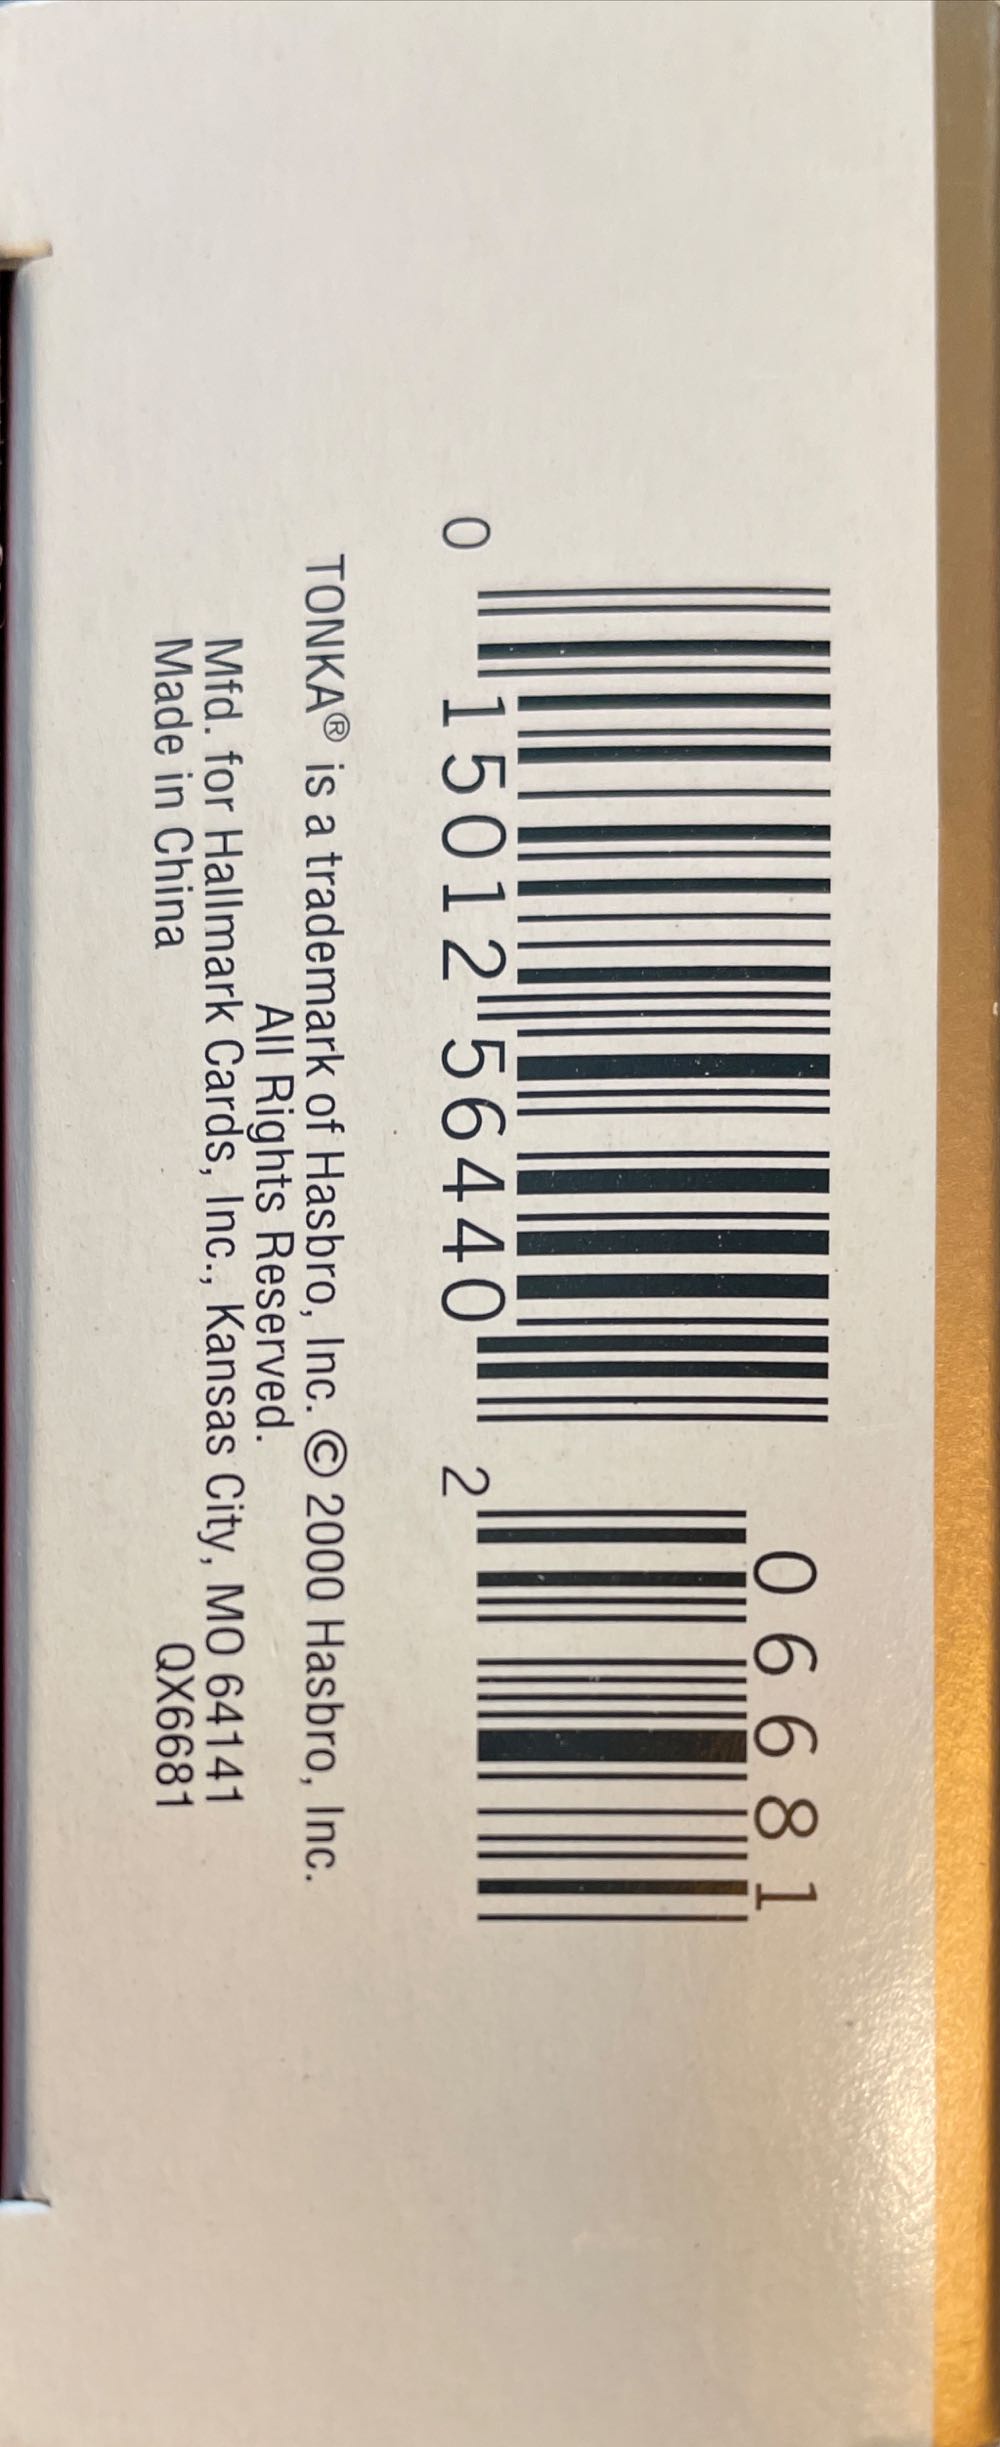 06681
0 15012 56440 2
TONKA® is a trademark of Hasbro, Inc. © 2000 Hasbro, Inc.
All Rights Reserved.
Mfd. for Hallmark Cards, Inc., Kansas City, MO 64141
Made in China QX6681